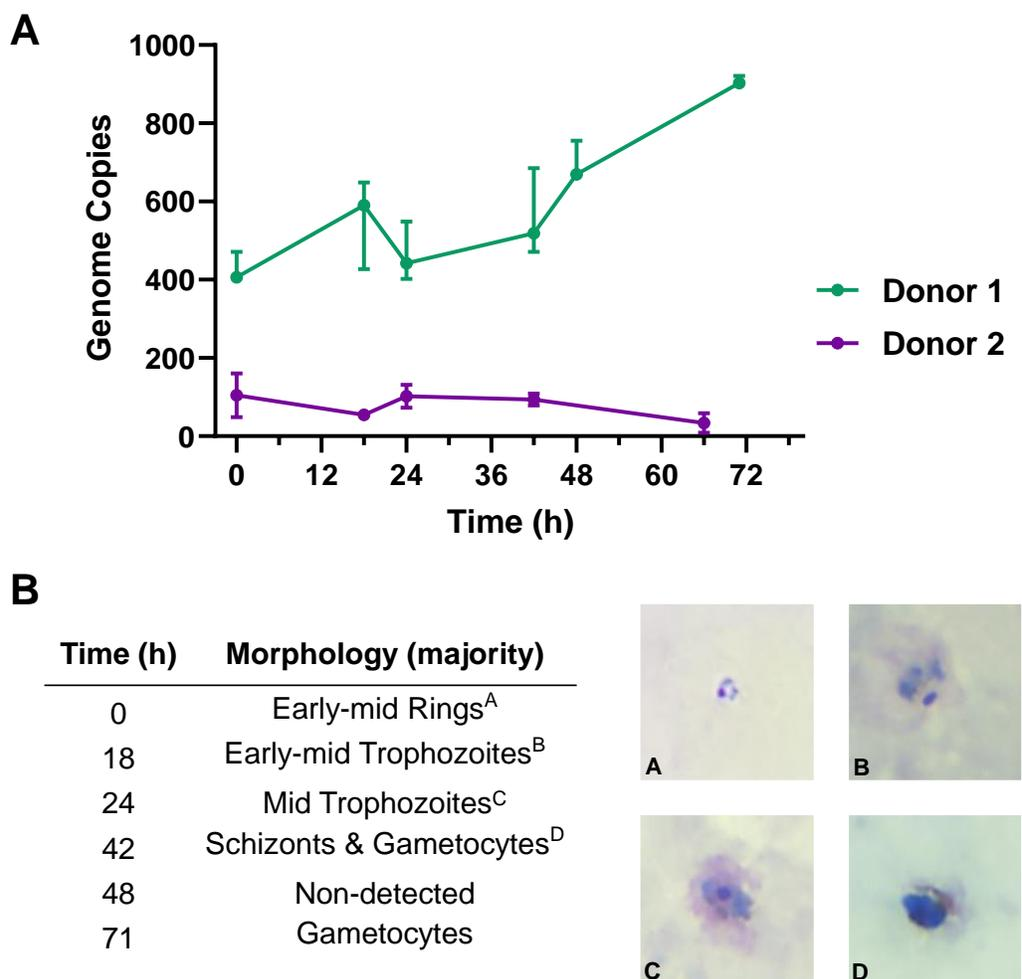 A
1000
800
600
400
200
0
Genome Copies
0 12 24 36 48 60 72
Time (h)
Donor 1
Donor 2
B
Time (h) Morphology (majority)
0 Early-mid Rings^A
18 Early-mid Trophozoites^B
24 Mid Trophozoites^C
42 Schizonts & Gametocytes^D
48 Non-detected
71 Gametocytes
A B
C D